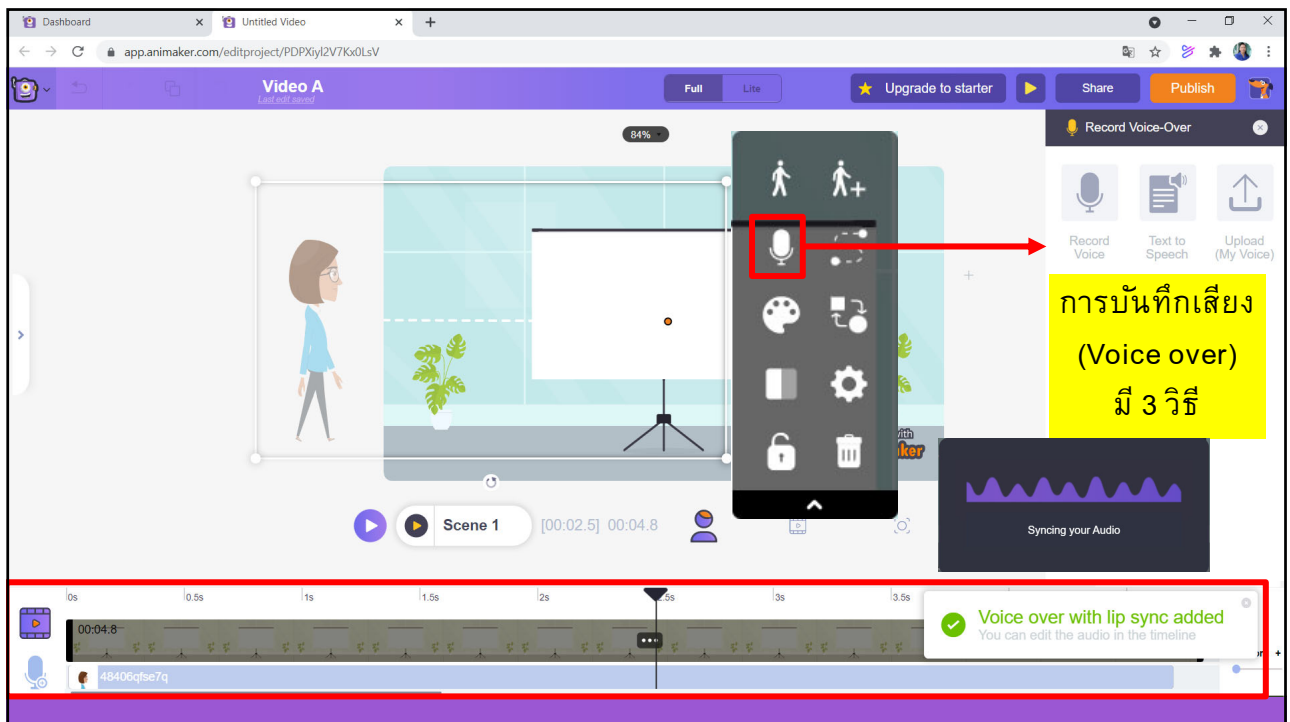 Dashboard
Untitled Video
app.animaker.com/editproject/PDPXiyl2V7Kx0LsV
Video A
Last edit saved
Full
Lite
Upgrade to starter
Share
Publish
84%
Record Voice-Over
Record
Voice
Text to
Speech
Upload
(My Voice)
การบันทึกเสียง
(Voice over)
มี 3 วิธี
with
ker
Syncing your Audio
Scene 1
[00:02.5] 00:04.8
0s
0.5s
1s
1.5s
2s
2.5s
3s
3.5s
00:04.8
Voice over with lip sync added
You can edit the audio in the timeline
48406qfse7q